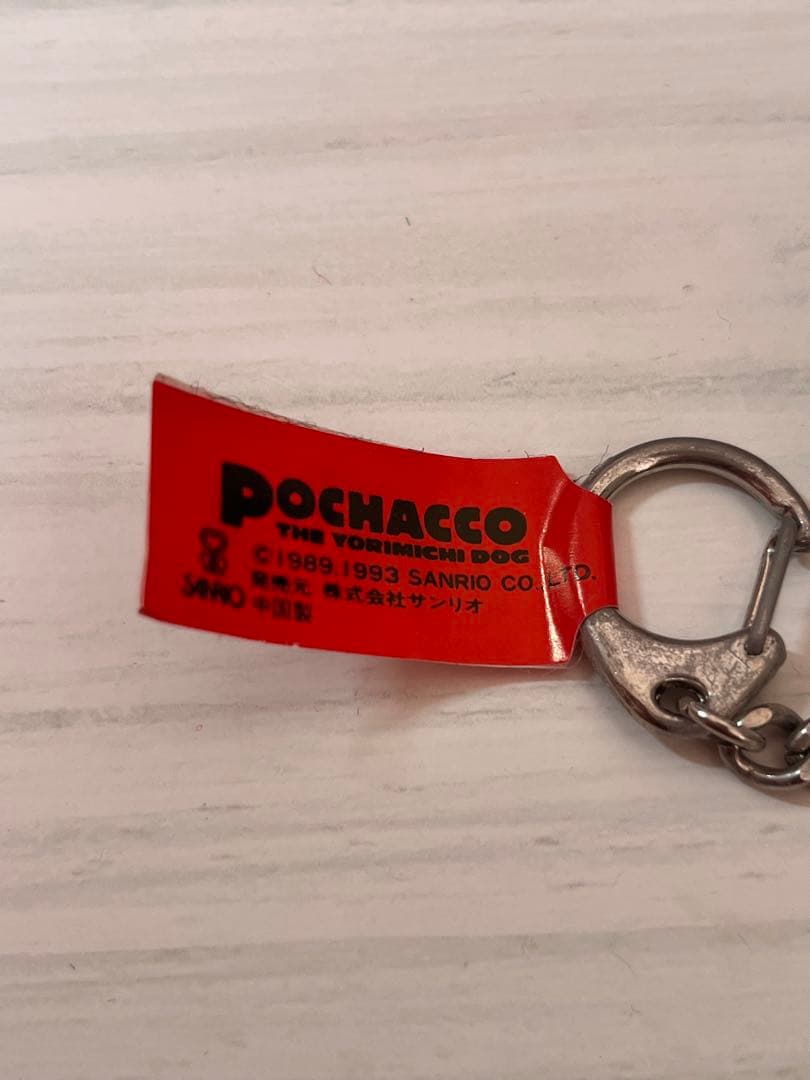 POCHACCO
THE YORIMICHI DOG
©1989,1993 SANRIO CO.,LTD.
発売元 株式会社サンリオ
SANRIO 中国製